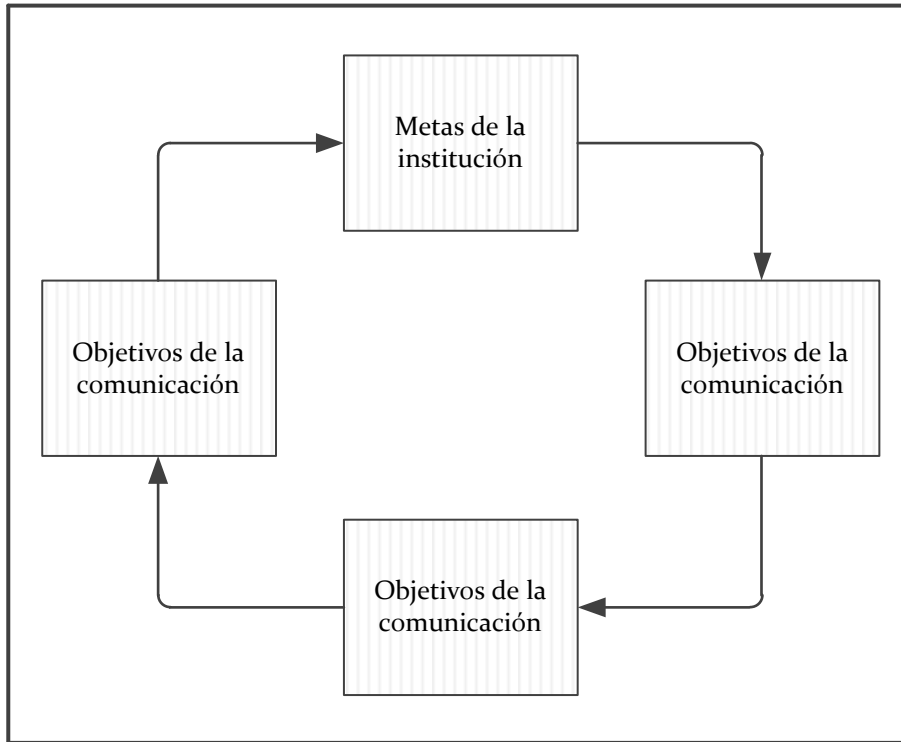 Metas de la
institución
Objetivos de la
comunicación
Objetivos de la
comunicación
Objetivos de la
comunicación